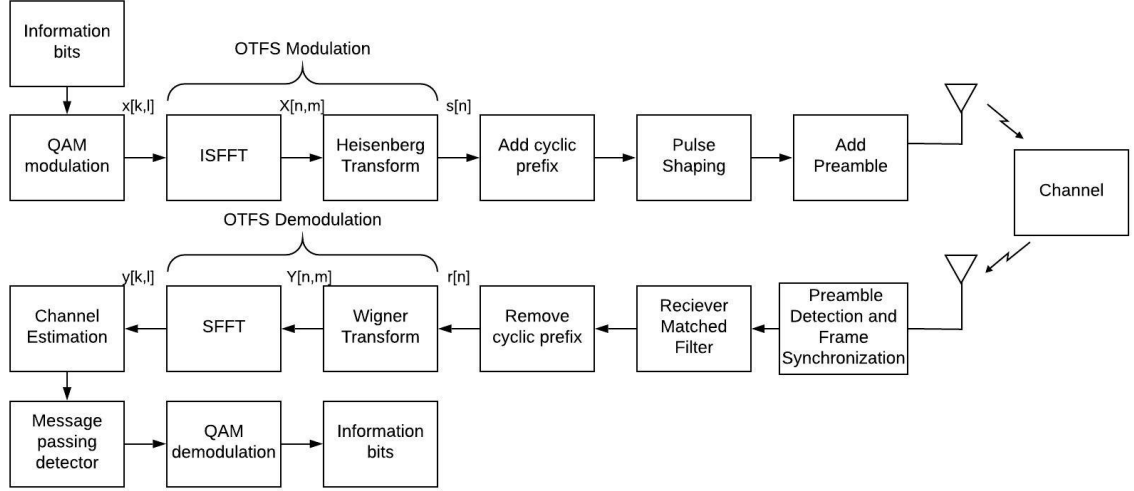 Information
bits
OTFS Modulation
x[k,l]
X[n,m]
s[n]
QAM
modulation
ISFFT
Heisenberg
Transform
Add cyclic
prefix
Pulse
Shaping
Add
Preamble
Channel
OTFS Demodulation
y[k,l]
Y[n,m]
r[n]
Channel
Estimation
SFFT
Wigner
Transform
Remove
cyclic prefix
Reciever
Matched
Filter
Preamble
Detection and
Frame
Synchronization
Message
passing
detector
QAM
demodulation
Information
bits